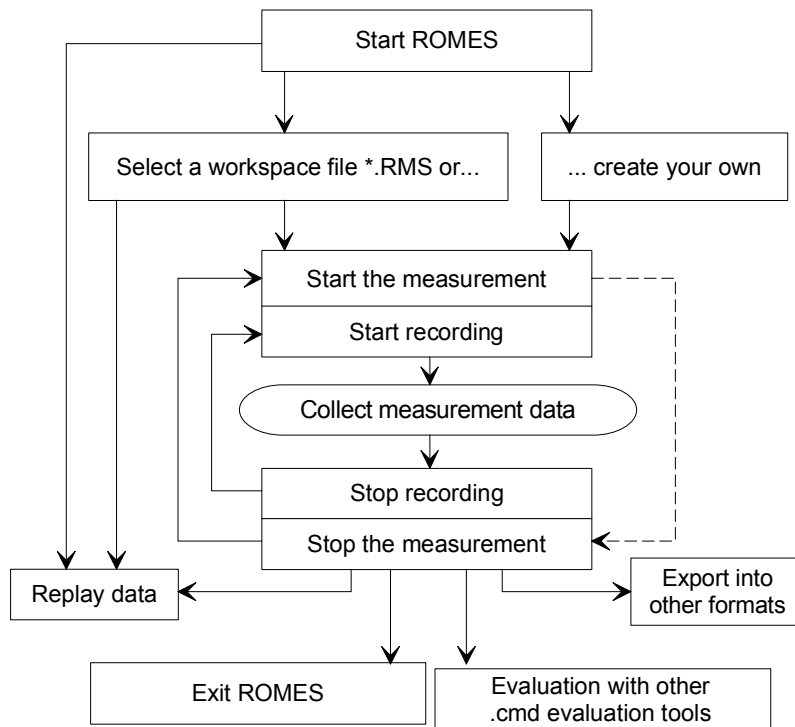 Start ROMES
Select a workspace file *.RMS or...
... create your own
Start the measurement
Start recording
Collect measurement data
Stop recording
Stop the measurement
Replay data
Export into
other formats
Exit ROMES
Evaluation with other
.cmd evaluation tools